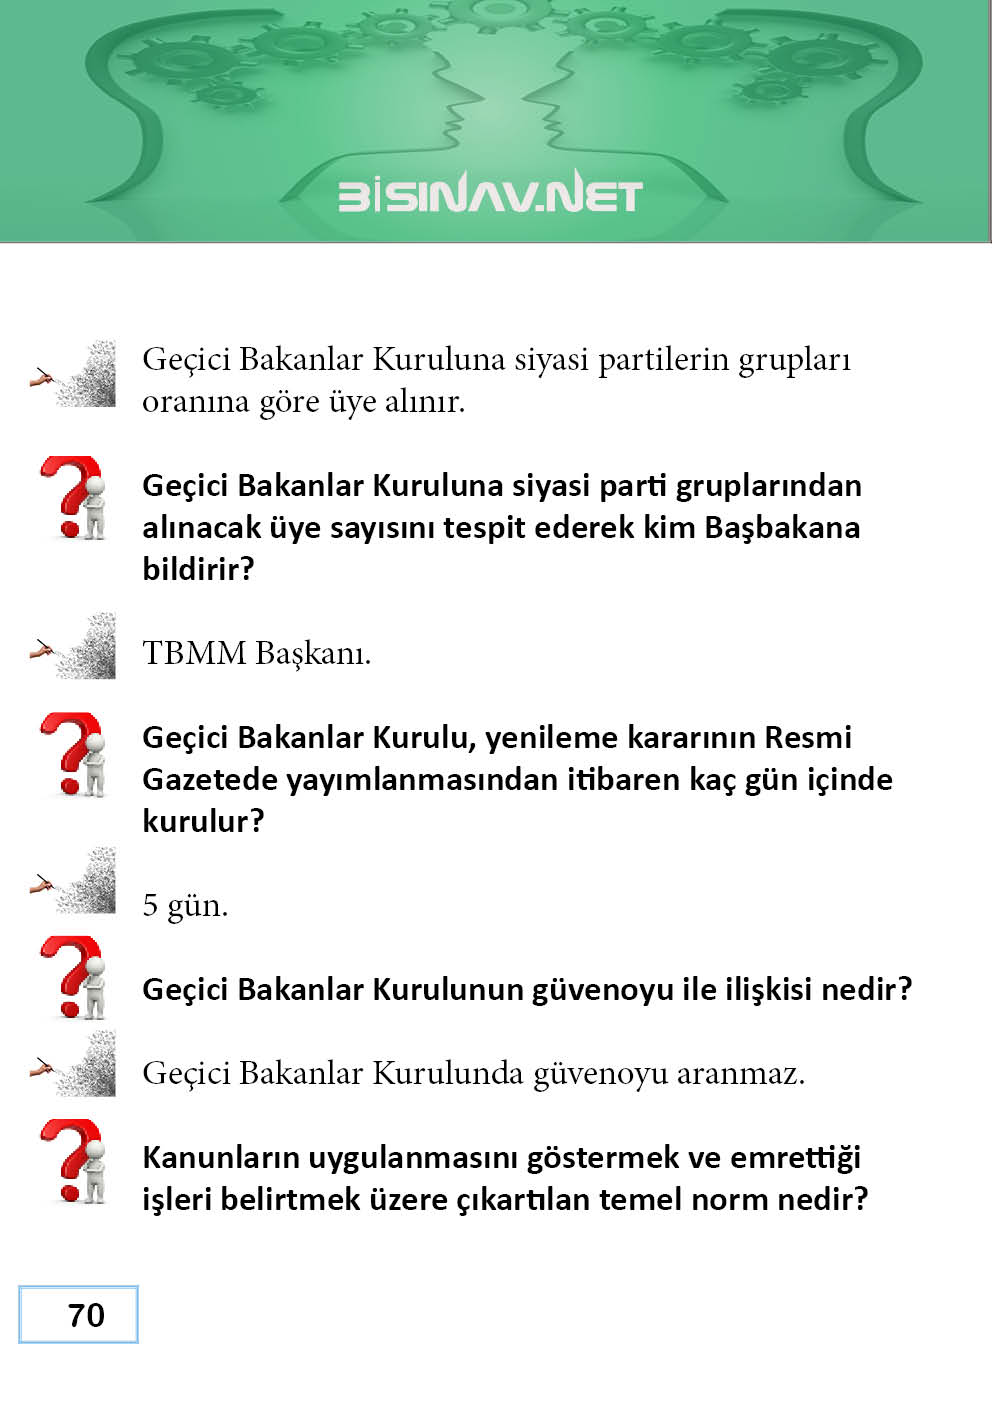 BİSINAV.NET
Geçici Bakanlar Kuruluna siyasi partilerin grupları
oranına göre üye alınır.
Geçici Bakanlar Kuruluna siyasi parti gruplarından
alınacak üye sayısını tespit ederek kim Başbakana
bildirir?
TBMM Başkanı.
Geçici Bakanlar Kurulu, yenileme kararının Resmi
Gazetede yayımlanmasından itibaren kaç gün içinde
kurulur?
5 gün.
Geçici Bakanlar Kurulunun güvenoyu ile ilişkisi nedir?
Geçici Bakanlar Kurulunda güvenoyu aranmaz.
Kanunların uygulanmasını göstermek ve emrettiği
işleri belirtmek üzere çıkartılan temel norm nedir?
70